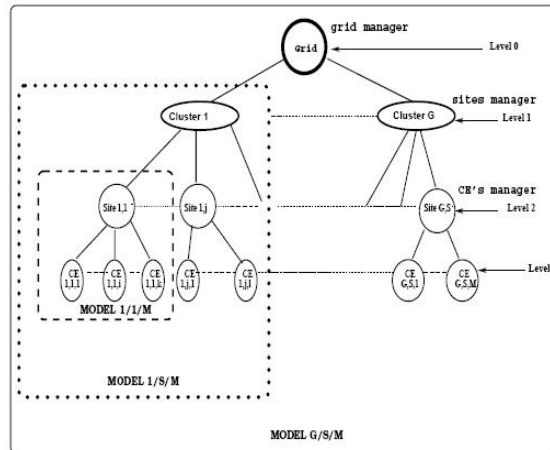 grid manager
Grid
Level 0
sites manager
Cluster 1
Cluster G
Level 1
CE's manager
Site 1,1
Site 1,j
Site G,S
Level 2
CE 1,1,1
CE 1,1,i
CE 1,1,k
CE 1,j,1
CE 1,j,l
CE G,S,1
CE G,S,M
Level
MODEL 1/1/M
MODEL 1/S/M
MODEL G/S/M